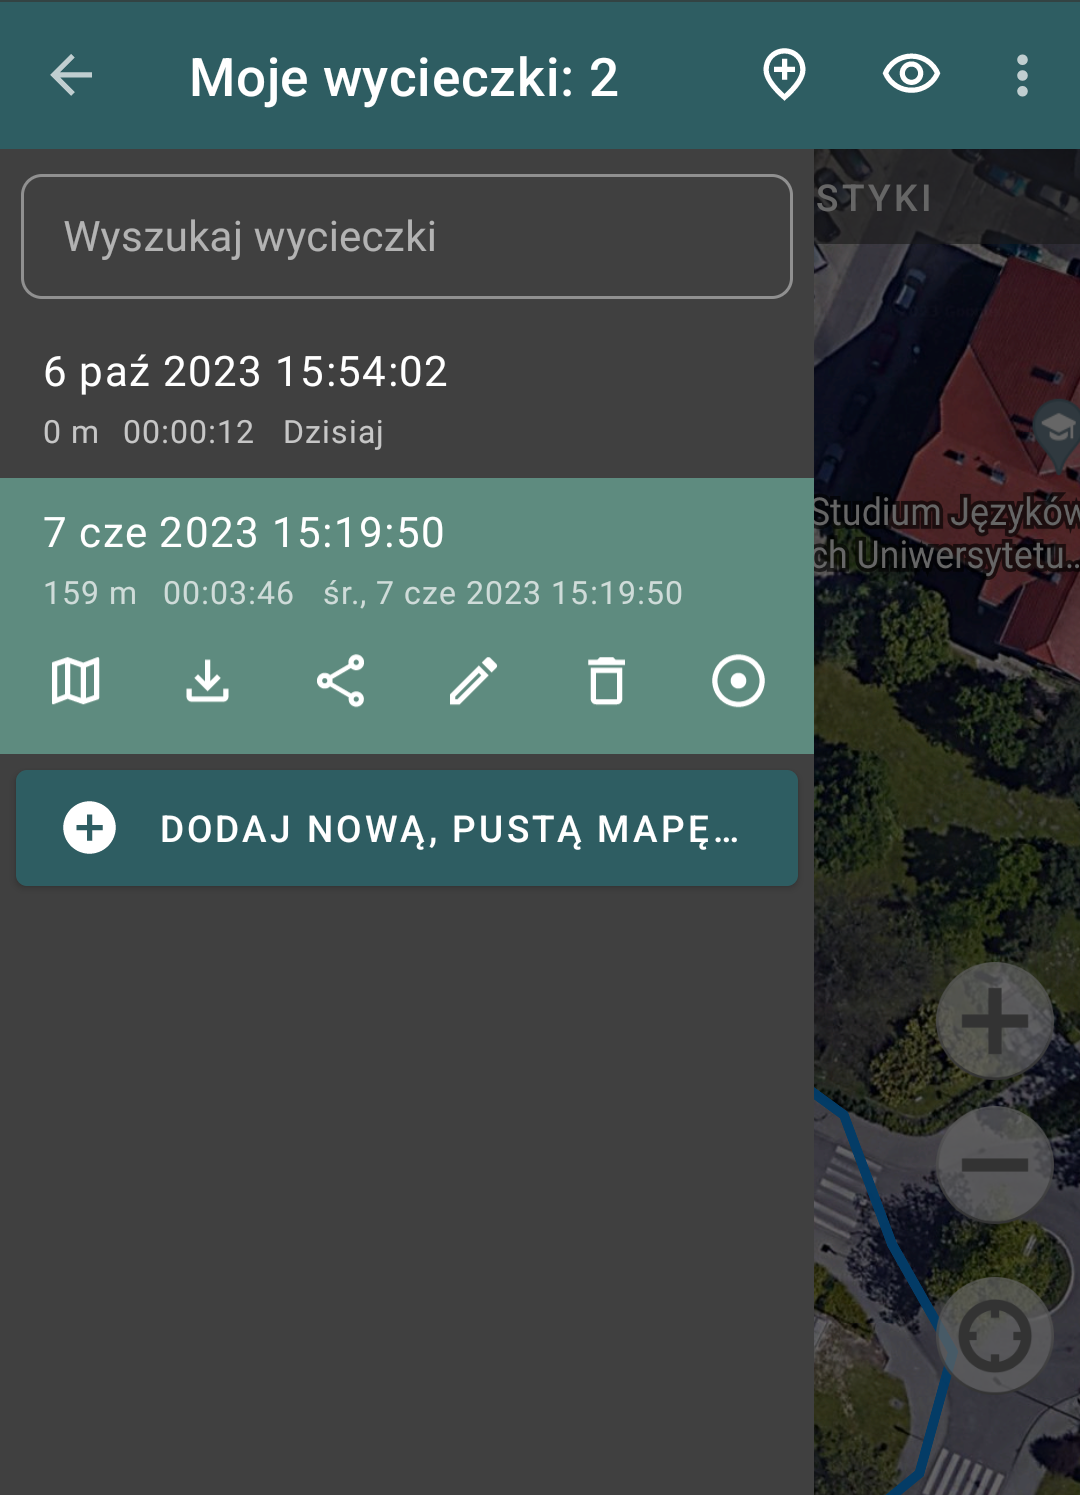 Moje wycieczki: 2
STYKI
Wyszukaj wycieczki
6 paź 2023 15:54:02
0 m 00:00:12 Dzisiaj
7 cze 2023 15:19:50
159 m 00:03:46 śr., 7 cze 2023 15:19:50
Studium Języków
ch Uniwersytetu…
DODAJ NOWĄ, PUSTĄ MAPĘ…